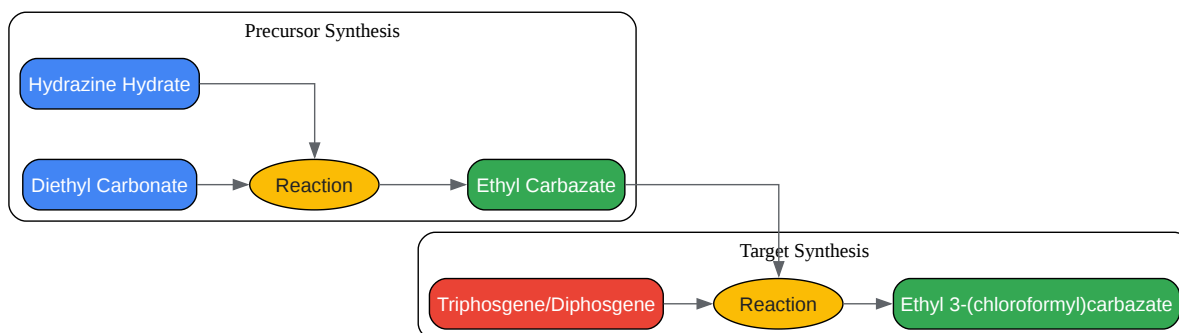 Precursor Synthesis
Hydrazine Hydrate
Diethyl Carbonate
Reaction
Ethyl Carbazate
Target Synthesis
Triphosgene/Diphosgene
Reaction
Ethyl 3-(chloroformyl)carbazate